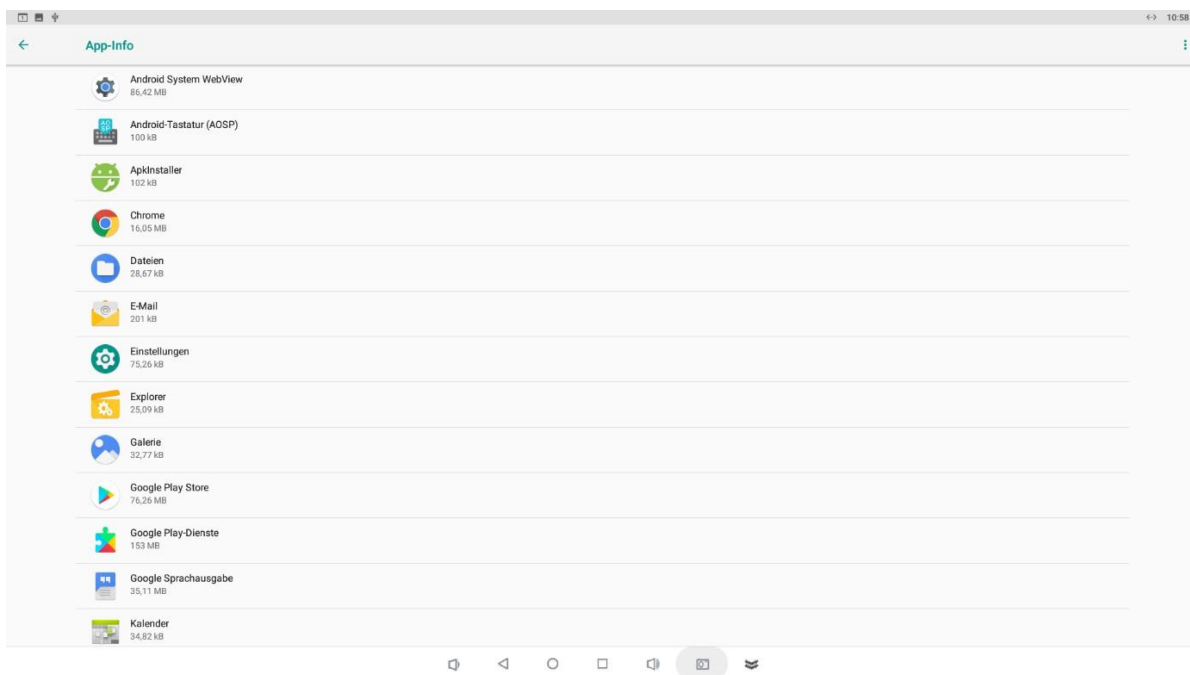 10:58
App-Info
Android System WebView
86,42 MB
Android-Tastatur (AOSP)
100 kB
ApkInstaller
102 kB
Chrome
16,05 MB
Dateien
28,67 kB
E-Mail
201 kB
Einstellungen
75,26 kB
Explorer
25,09 kB
Galerie
32,77 kB
Google Play Store
76,26 MB
Google Play-Dienste
153 MB
Google Sprachausgabe
35,11 MB
Kalender
34,82 kB